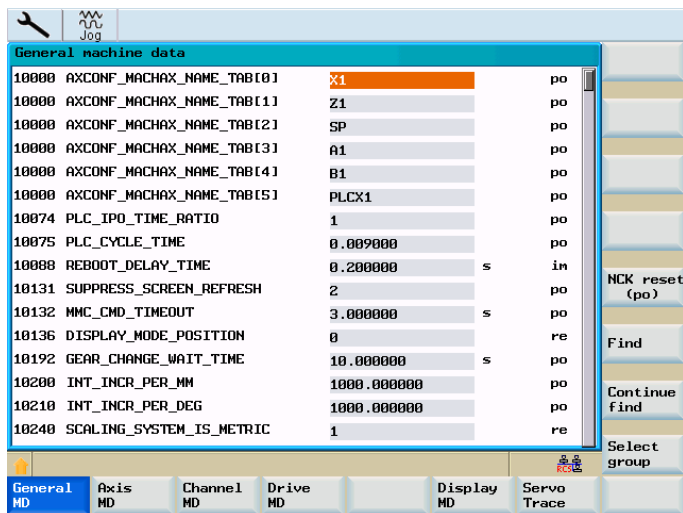 Jog
General machine data
10000 AXCONF_MACHAX_NAME_TAB[0] X1 po
10000 AXCONF_MACHAX_NAME_TAB[1] Z1 po
10000 AXCONF_MACHAX_NAME_TAB[2] SP po
10000 AXCONF_MACHAX_NAME_TAB[3] A1 po
10000 AXCONF_MACHAX_NAME_TAB[4] B1 po
10000 AXCONF_MACHAX_NAME_TAB[5] PLCX1 po
10074 PLC_IPO_TIME_RATIO 1 po
10075 PLC_CYCLE_TIME 0.009000 po
10088 REBOOT_DELAY_TIME 0.200000 s im
10131 SUPPRESS_SCREEN_REFRESH 2 po
10132 MMC_CMD_TIMEOUT 3.000000 s po
10136 DISPLAY_MODE_POSITION 0 re
10192 GEAR_CHANGE_WAIT_TIME 10.000000 s po
10200 INT_INCR_PER_MM 1000.000000 po
10210 INT_INCR_PER_DEG 1000.000000 po
10240 SCALING_SYSTEM_IS_METRIC 1 re
NCK reset
(po)
Find
Continue
find
Select
group
RCS
General MD
Axis MD
Channel MD
Drive MD
Display MD
Servo Trace